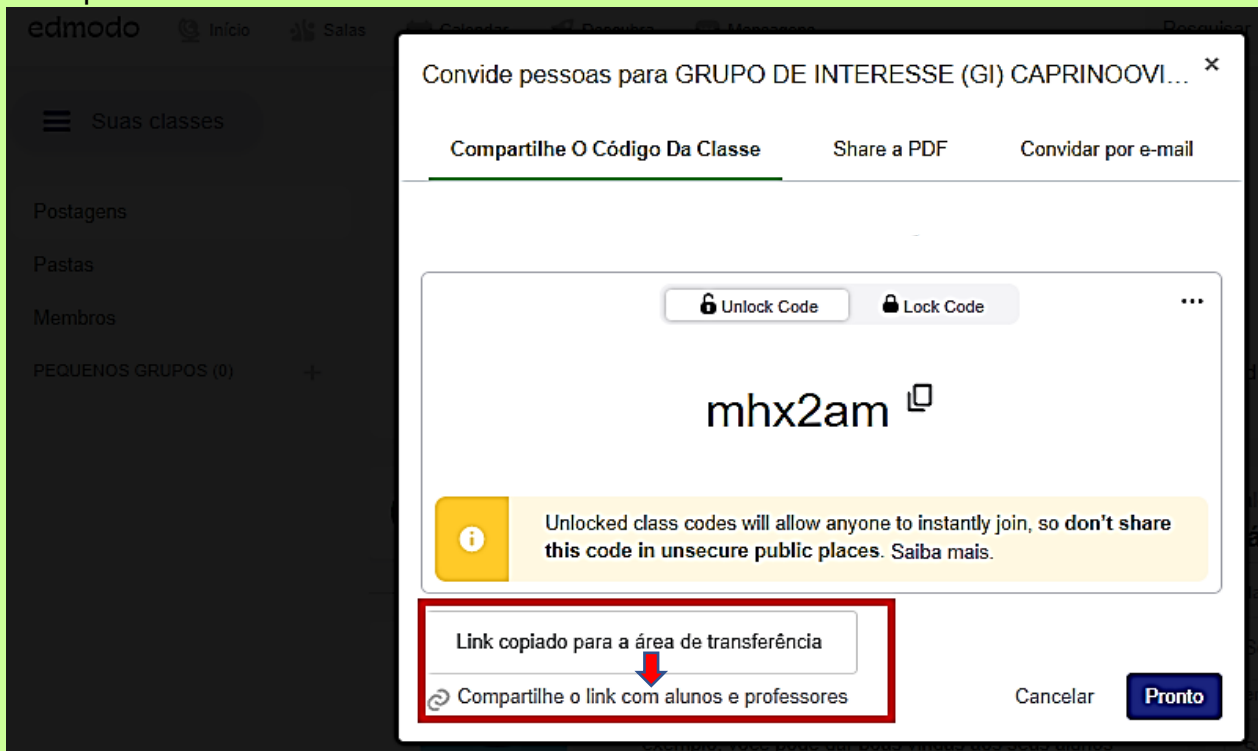 edmodo Início Salas Calendar Descubra Mensagens Pesquisar
Convide pessoas para GRUPO DE INTERESSE (GI) CAPRINOOVI... ×
Suas classes
Compartilhe O Código Da Classe Share a PDF Convidar por e-mail
Postagens
Pastas
Membros
Unlock Code Lock Code ...
PEQUENOS GRUPOS (0) +
mhx2am
Unlocked class codes will allow anyone to instantly join, so don't share
this code in unsecure public places. Saiba mais.
Link copiado para a área de transferência
Compartilhe o link com alunos e professores
Cancelar Pronto